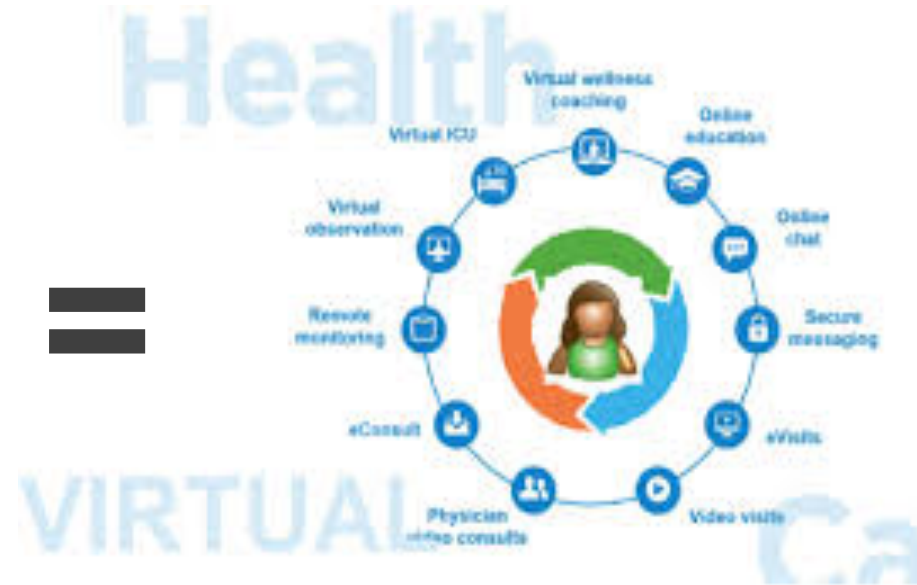 Health
Virtual wellness
coaching
Online
education
Virtual ICU
Virtual
observation
Online
chat
Remote
monitoring
Secure
messaging
eConsult
eVisits
Physician
video consults
Video visits
VIRTUAL
Ca